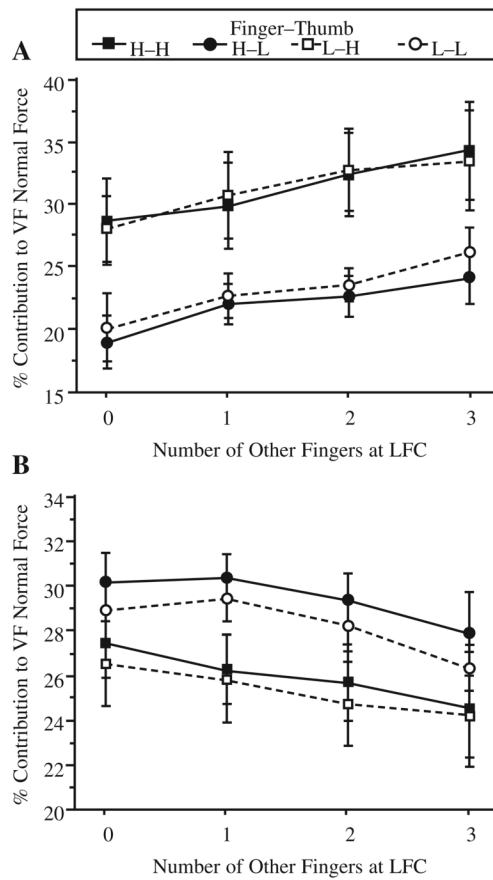 Finger–Thumb
H–H H–L L–H L–L
A
40
35
30
25
20
15
% Contribution to VF Normal Force
0 1 2 3
Number of Other Fingers at LFC
B
34
32
30
28
26
24
22
20
% Contribution to VF Normal Force
0 1 2 3
Number of Other Fingers at LFC